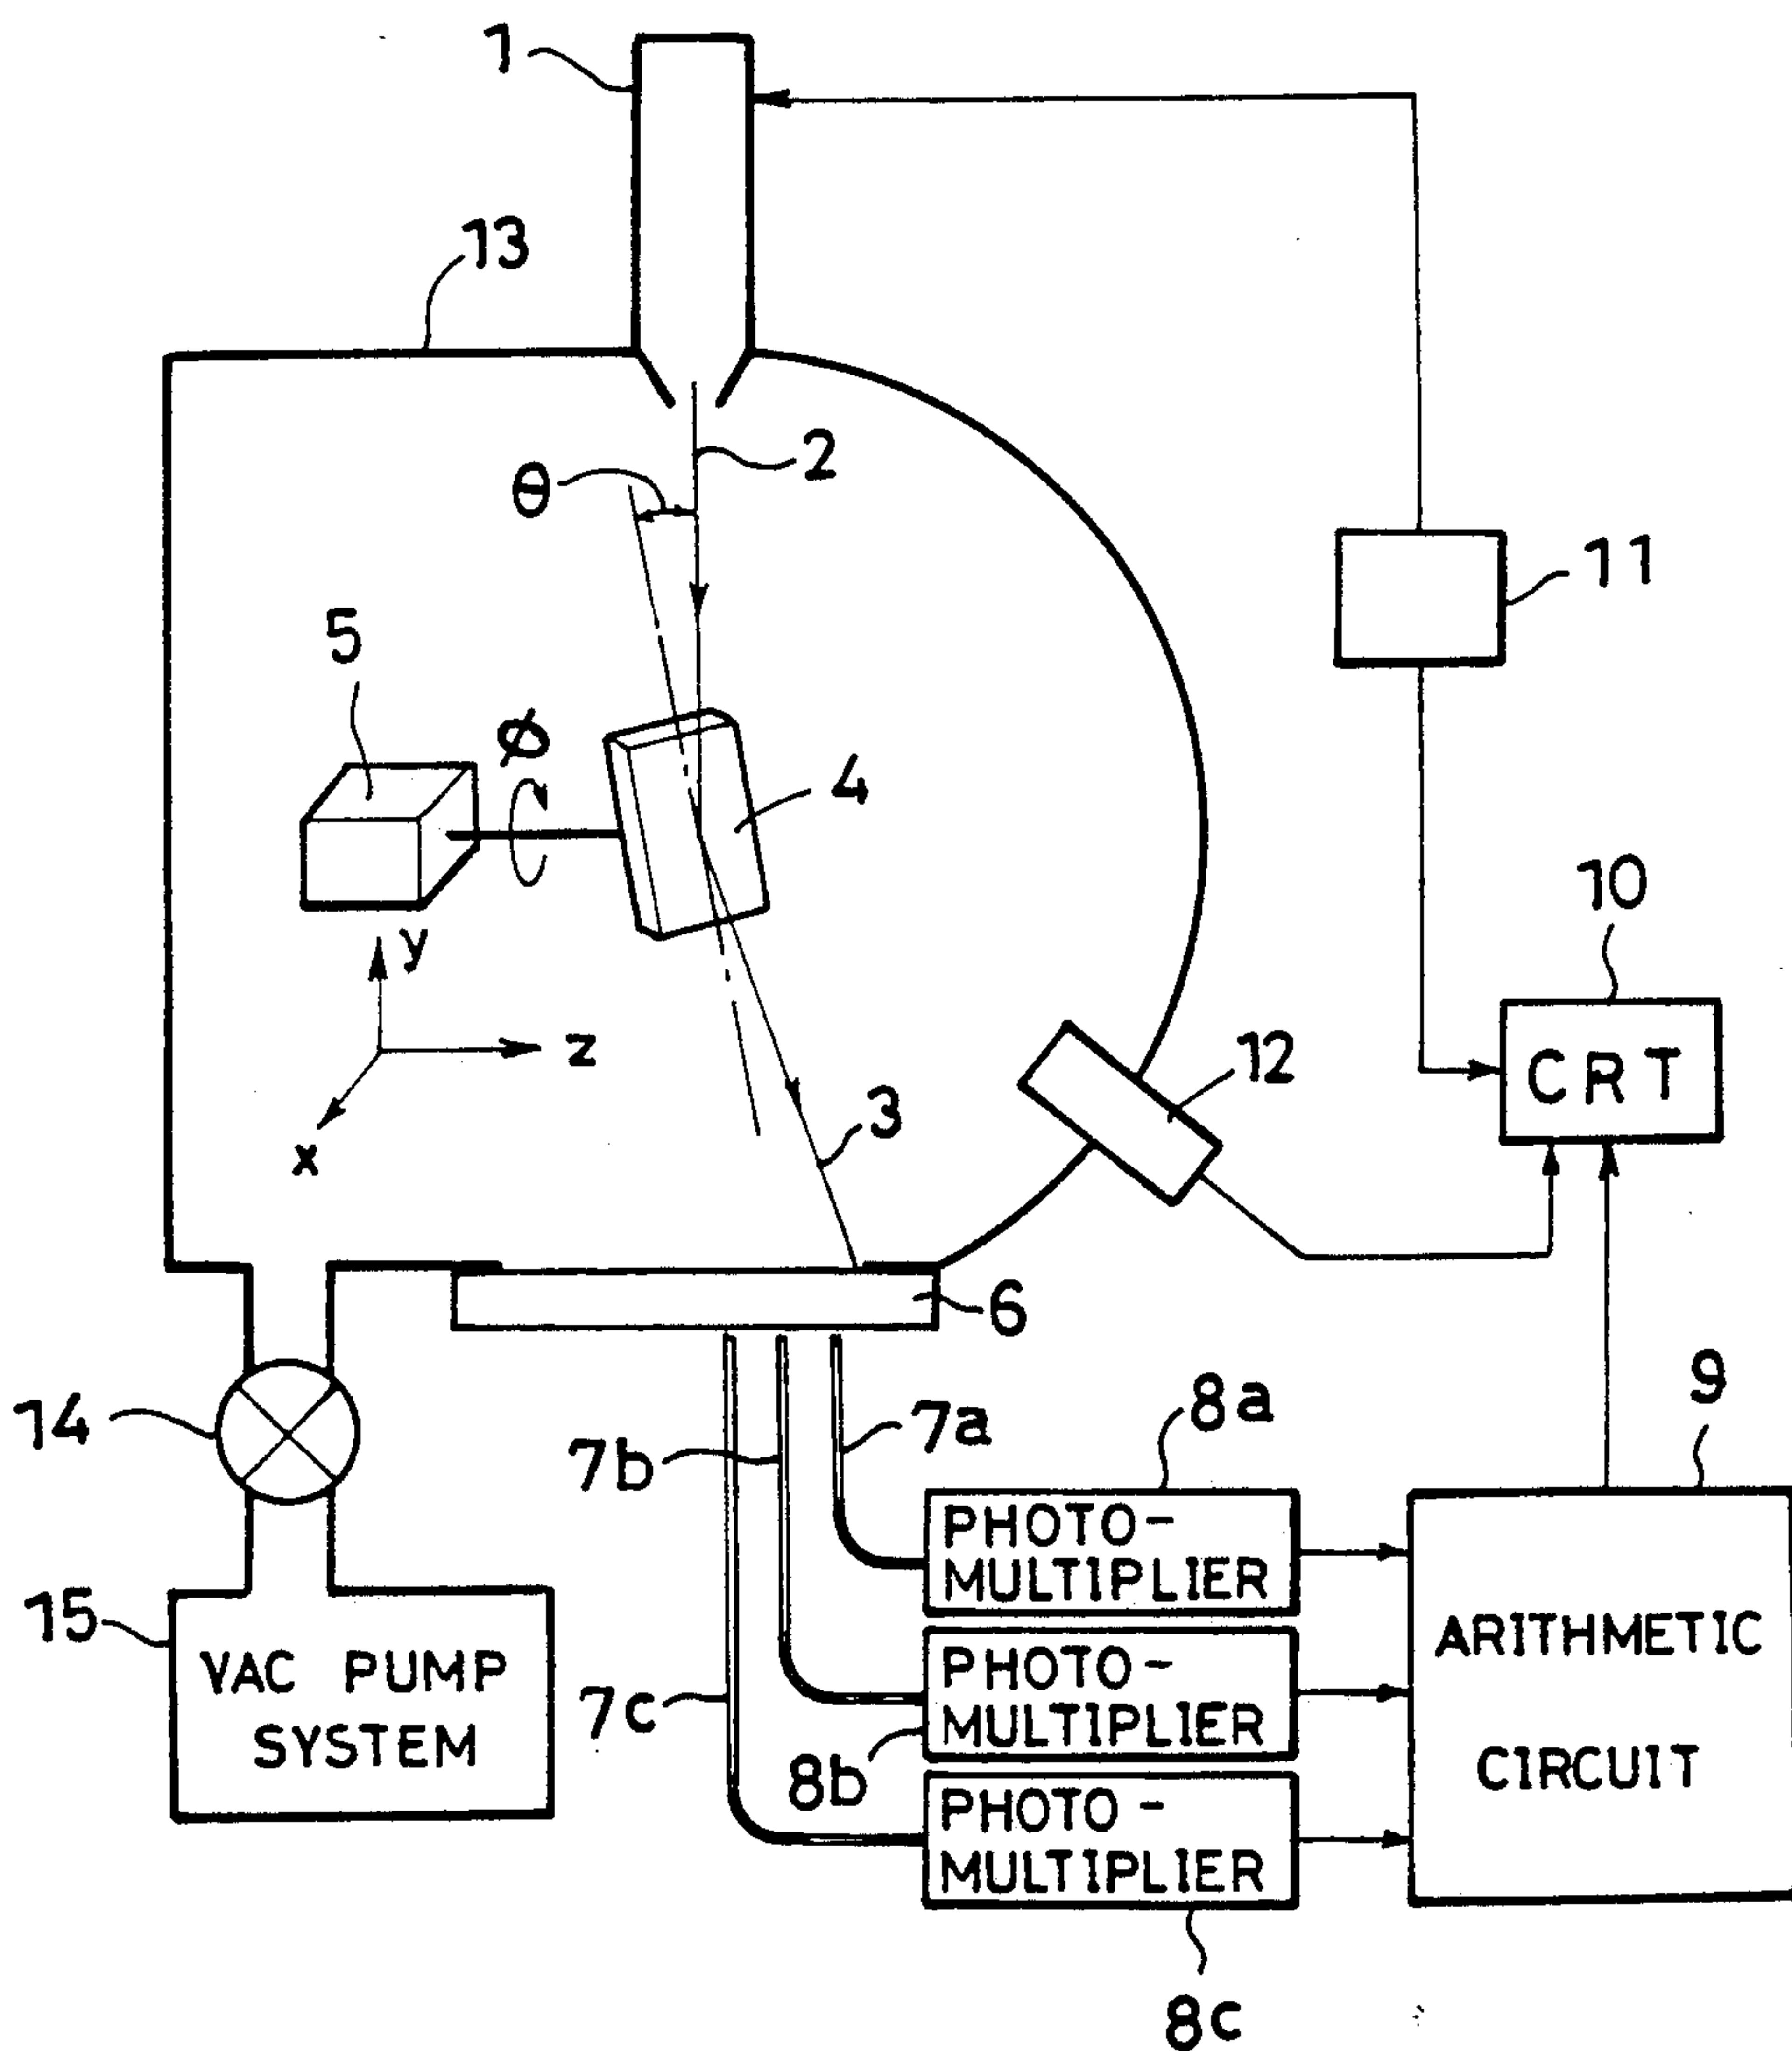 1
13
2
θ
11
5
φ
4
10
y
z
CRT
12
x
3
6
9
14
8a
7a
7b
PHOTO-
MULTIPLIER
15
ARITHMETIC
CIRCUIT
VAC PUMP
SYSTEM
PHOTO-
MULTIPLIER
7c
8b
PHOTO-
MULTIPLIER
8c